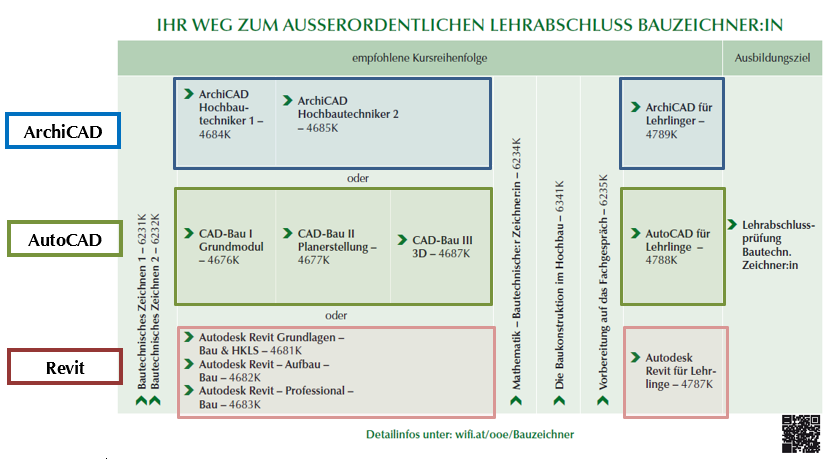 IHR WEG ZUM AUSSERORDENTLICHEN LEHRABSCHLUSS BAUZEICHNER:IN
empfohlene Kursreihenfolge
Ausbildungsziel
ArchiCAD
AutoCAD
Revit
Bautechnisches Zeichnen 1 – 6231K
Bautechnisches Zeichnen 2 – 6232K
ArchiCAD
Hochbau-
techniker 1 –
4684K
ArchiCAD
Hochbautechniker 2
– 4685K
oder
CAD-Bau I
Grundmodul
– 4676K
CAD-Bau II
Planerstellung –
4677K
CAD-Bau III
3D – 4687K
oder
Autodesk Revit Grundlagen –
Bau & HKLS – 4681K
Autodesk Revit – Aufbau –
Bau – 4682K
Autodesk Revit – Professional –
Bau – 4683K
Mathematik – Bautechnische:r Zeichner:in – 6234K
Die Baukonstruktion im Hochbau – 6341K
Vorbereitung auf das Fachgespräch – 6235K
ArchiCAD für
Lehrlinger –
4789K
AutoCAD für
Lehrlinge –
4788K
Autodesk
Revit für Lehr-
linge – 4787K
Lehrabschluss-
prüfung
Bautechn.
Zeichner:in
Detailinfos unter: wifi.at/ooe/Bauzeichner